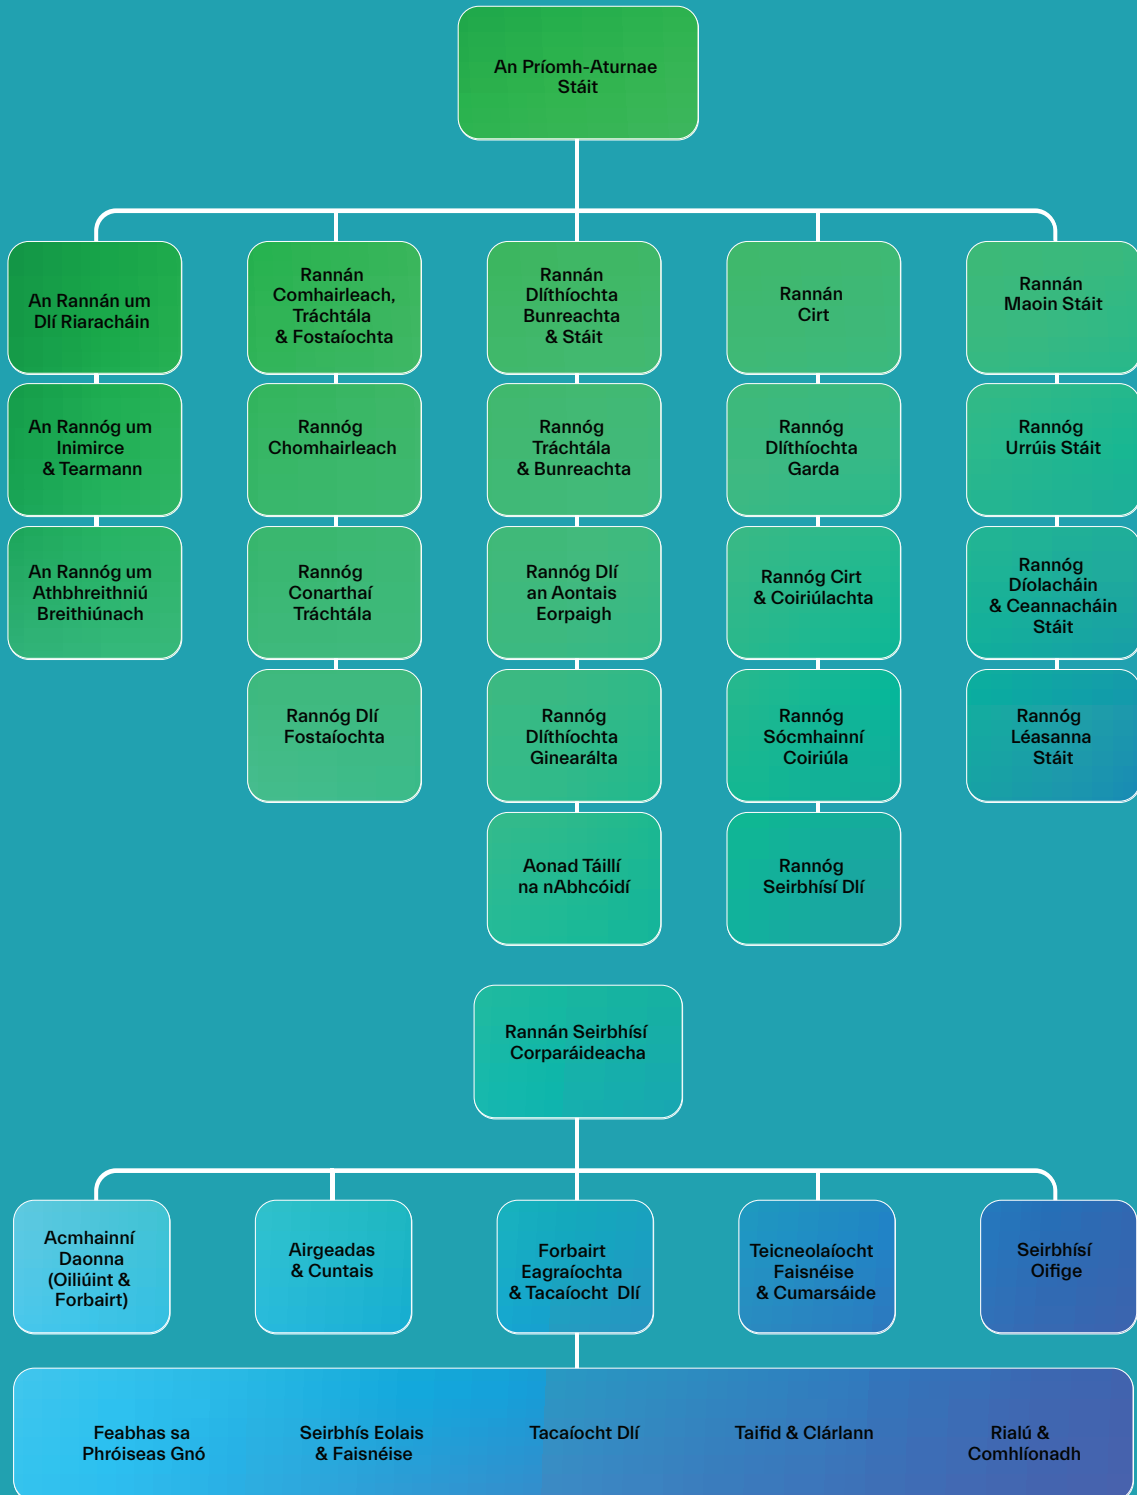 An Príomh-Aturnae
Stáit
An Rannán um
Dlí Riaracháin
Rannán
Comhairleach,
Tráchtála
& Fostaíochta
Rannán
Dlíthíochta
Bunreachta
& Stáit
Rannán
Cirt
Rannán
Maoin Stáit
An Rannóg um
Inimirce
& Tearmann
Rannóg
Chomhairleach
Rannóg
Tráchtála
& Bunreachta
Rannóg
Dlíthíochta
Garda
Rannóg
Urrúis Stáit
An Rannóg um
Athbhreithniú
Breithiúnach
Rannóg
Conarthaí
Tráchtála
Rannóg Dlí
an Aontais
Eorpaigh
Rannóg Cirt
& Coiriúlachta
Rannóg
Díolacháin
& Ceannacháin
Stáit
Rannóg Dlí
Fostaíochta
Rannóg
Dlíthíochta
Ginearálta
Rannóg
Sócmhainní
Coiriúla
Rannóg
Léasanna
Stáit
Aonad Táillí
na nAbhcóidí
Rannóg
Seirbhísí Dlí
Rannán Seirbhísí
Corparáideacha
Acmhainní
Daonna
(Oiliúint &
Forbairt)
Airgeadas
& Cuntais
Forbairt
Eagraíochta
& Tacaíocht Dlí
Teicneolaíocht
Faisnéise
& Cumarsáide
Seirbhísí
Oifige
Feabhas sa
Phróiseas Gnó
Seirbhís Eolais
& Faisnéise
Tacaíocht Dlí
Taifid & Clárlann
Rialú &
Comhlíonadh